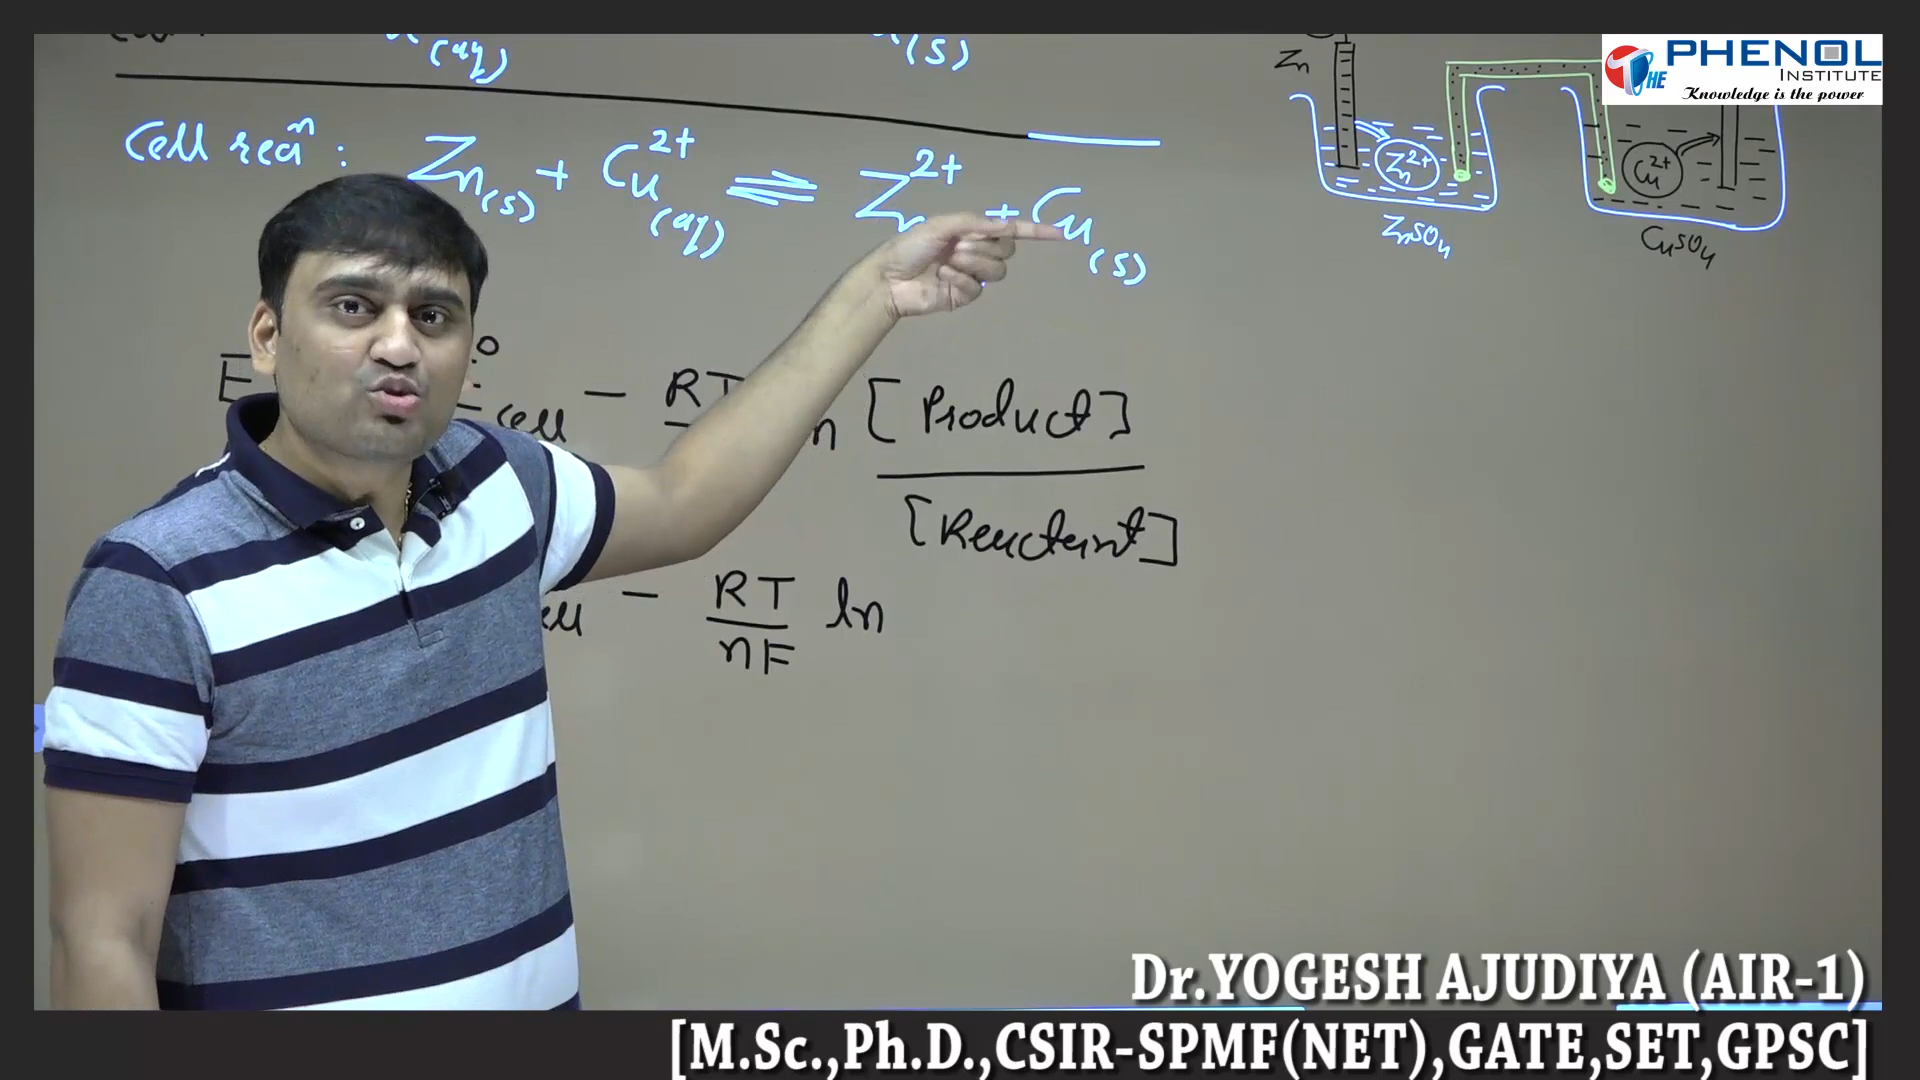 (aq) (s)
Cell reaⁿ : Zn(s) + Cu²⁺(aq) ⇌ Zn²⁺ + Cu(s)
E °cell − RT n [Product]
[Reactant]
ell − RT/nF ln
Zn
Zn²⁺
Cu²⁺
ZnSO₄
CuSO₄
THE PHENOL
INSTITUTE
Knowledge is the power
Dr.YOGESH AJUDIYA (AIR-1)
[M.Sc.,Ph.D.,CSIR-SPMF(NET),GATE,SET,GPSC]